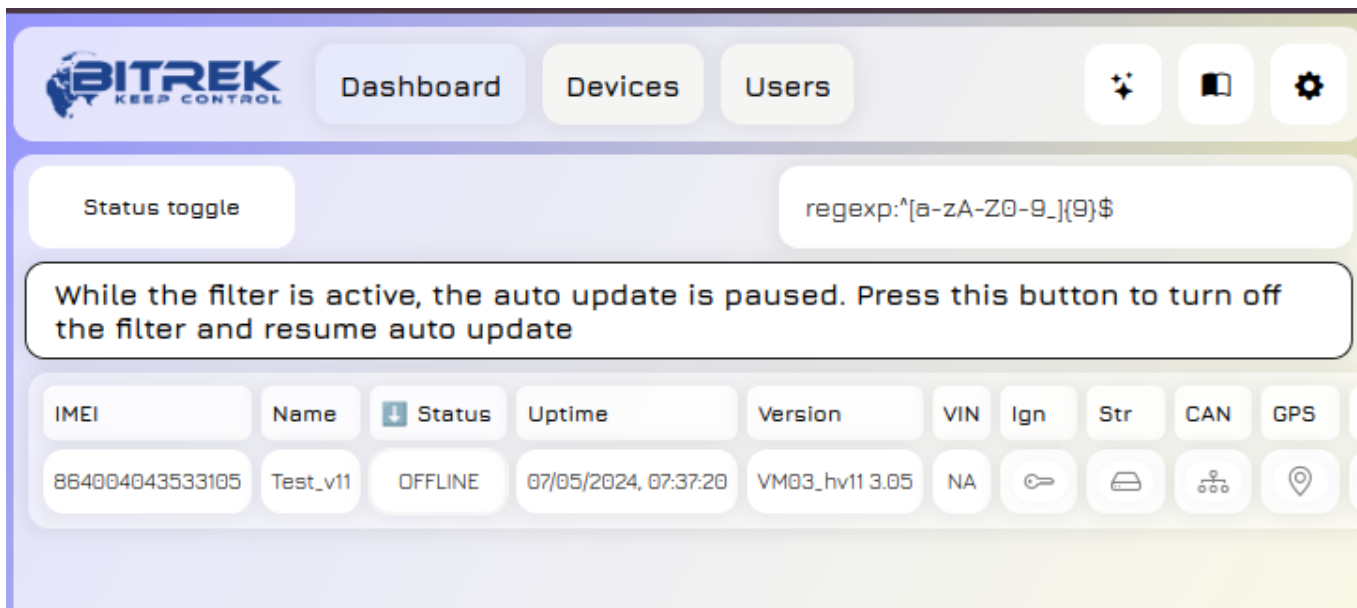 BITREK
KEEP CONTROL
Dashboard
Devices
Users
Status toggle
regexp:^[a-zA-Z0-9_]{9}$
While the filter is active, the auto update is paused. Press this button to turn off
the filter and resume auto update
IMEI Name ⬇️ Status Uptime Version VIN Ign Str CAN GPS
864004043533105 Test_v11 OFFLINE 07/05/2024, 07:37:20 VM03_hv11 3.05 NA